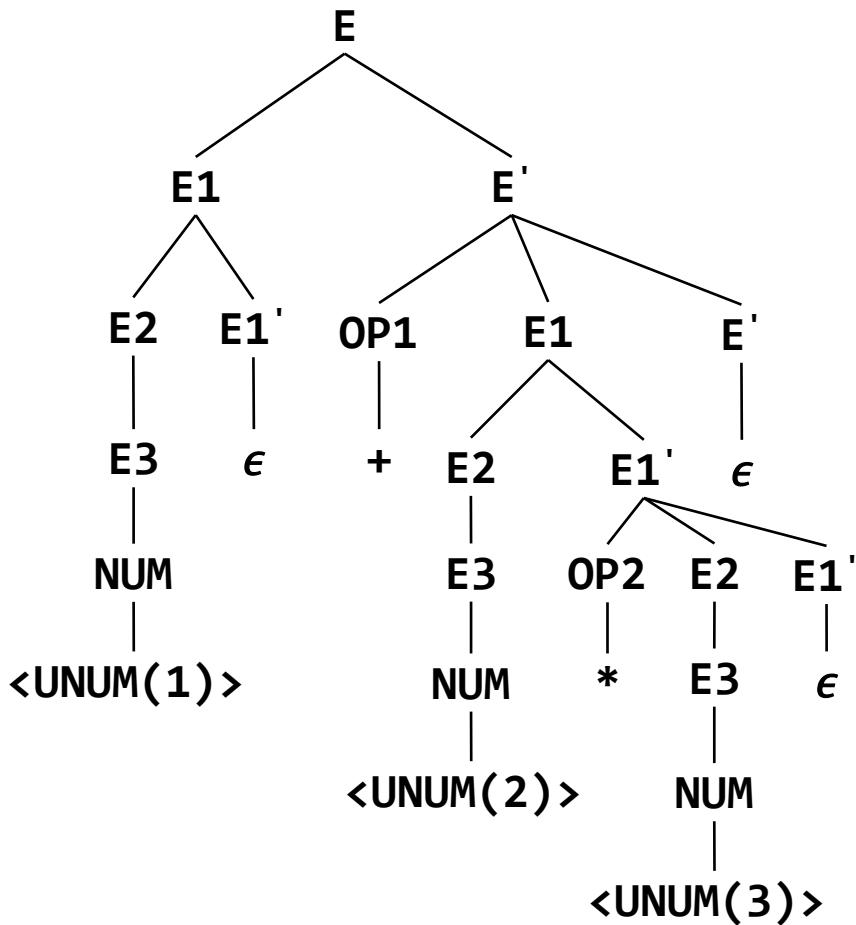 E
E1 E'
E2 E1' OP1 E1 E'
E3 ϵ + E2 E1' ϵ
NUM E3 OP2 E2 E1'
<UNUM(1)> NUM * E3 ϵ
<UNUM(2)> NUM
<UNUM(3)>